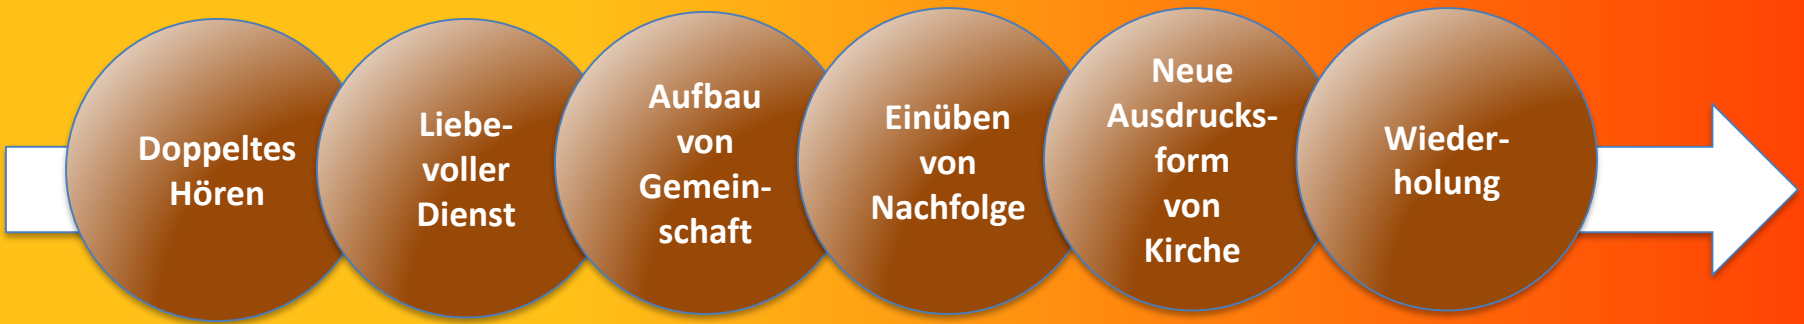 Doppeltes
Hören
Liebe-
voller
Dienst
Aufbau
von
Gemein-
schaft
Einüben
von
Nachfolge
Neue
Ausdrucks-
form
von
Kirche
Wieder-
holung